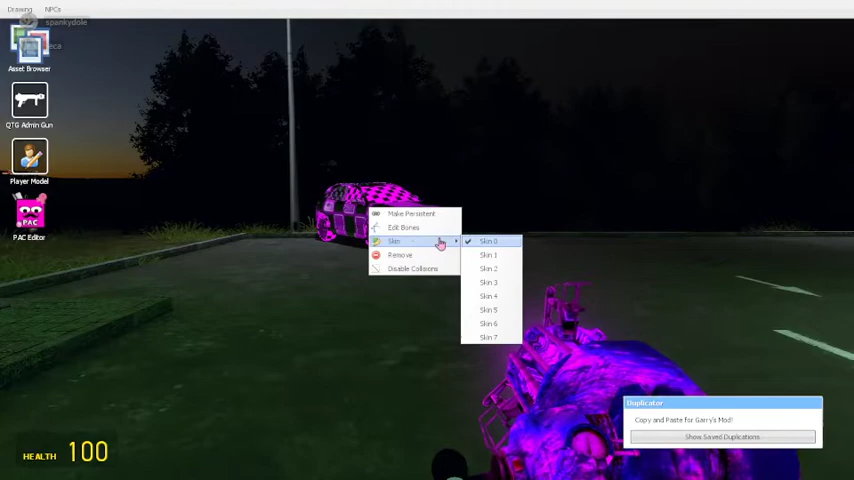 Drawing NPCs
spankydole
eca
Asset Browser
QTG Admin Gun
Player Model
PAC
PAC Editor
Make Persistent
Edit Bones
Skin
Remove
Disable Collisions
Skin 0
Skin 1
Skin 2
Skin 3
Skin 4
Skin 5
Skin 6
Skin 7
Duplicator
Copy and Paste for Garry's Mod!
Show Saved Duplications
HEALTH 100